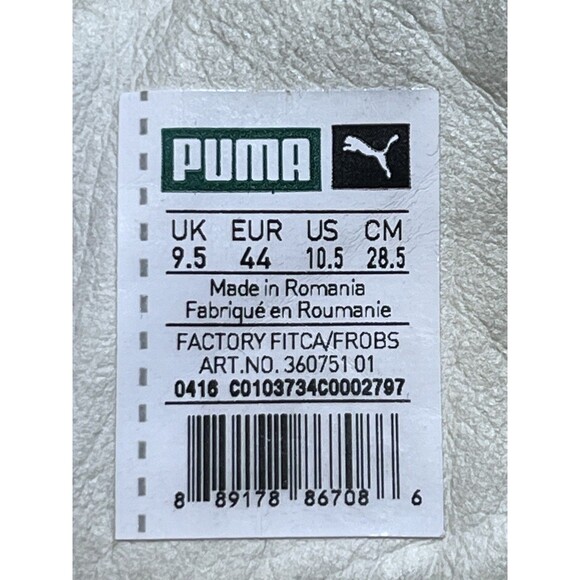 PUMA
UK EUR US CM
9.5 44 10.5 28.5
Made in Romania
Fabriqué en Roumanie
FACTORY FITCA/FROBS
ART.NO. 360751 01
0416 C0103734C0002797
8 89178 86708 6